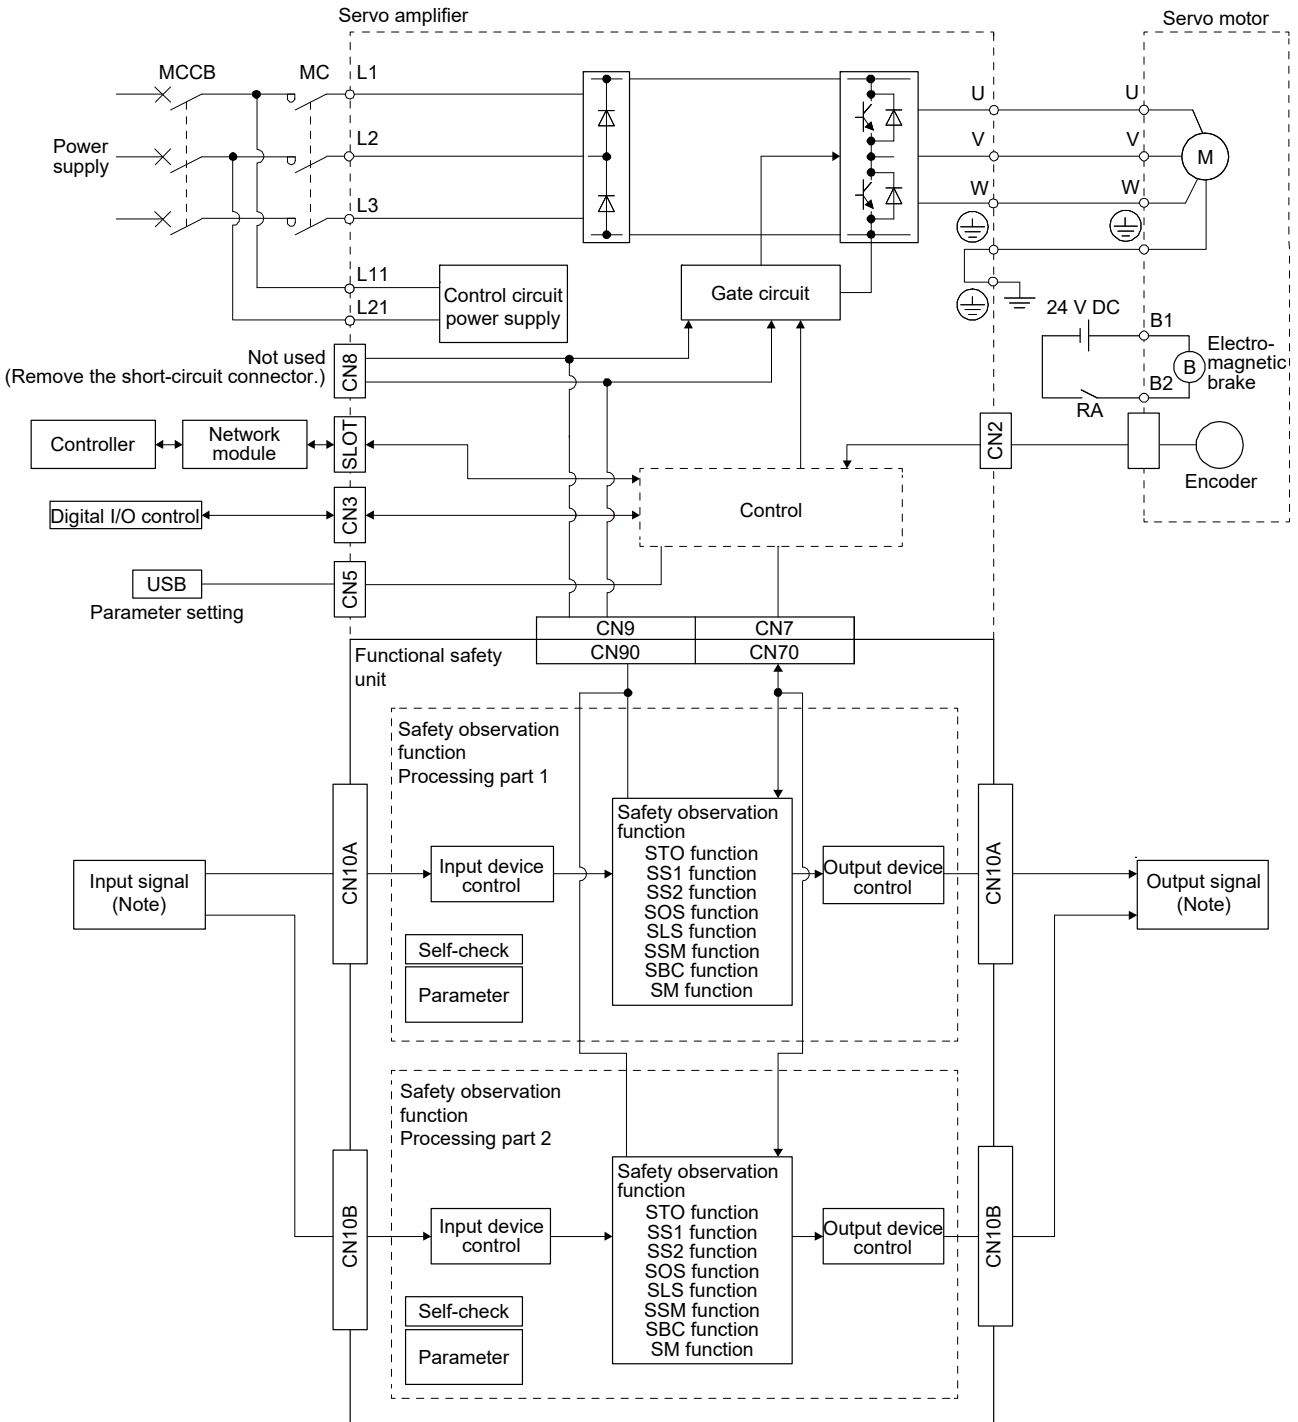 Servo amplifier
Servo motor
MCCB
MC
L1
L2
L3
Power
supply
U
V
W
U
V
W
M
L11
L21
Control circuit
power supply
Gate circuit
24 V DC
B1
B2
B
RA
Electro-
magnetic
brake
Not used
(Remove the short-circuit connector.)
CN8
Controller
Network
module
SLOT
CN2
Encoder
Digital I/O control
CN3
Control
USB
Parameter setting
CN5
CN9
CN7
CN90
CN70
Functional safety
unit
Safety observation
function
Processing part 1
Input signal
(Note)
CN10A
Input device
control
Self-check
Parameter
Safety observation
function
STO function
SS1 function
SS2 function
SOS function
SLS function
SSM function
SBC function
SM function
Output device
control
CN10A
Output signal
(Note)
Safety observation
function
Processing part 2
CN10B
Input device
control
Self-check
Parameter
Safety observation
function
STO function
SS1 function
SS2 function
SOS function
SLS function
SSM function
SBC function
SM function
Output device
control
CN10B